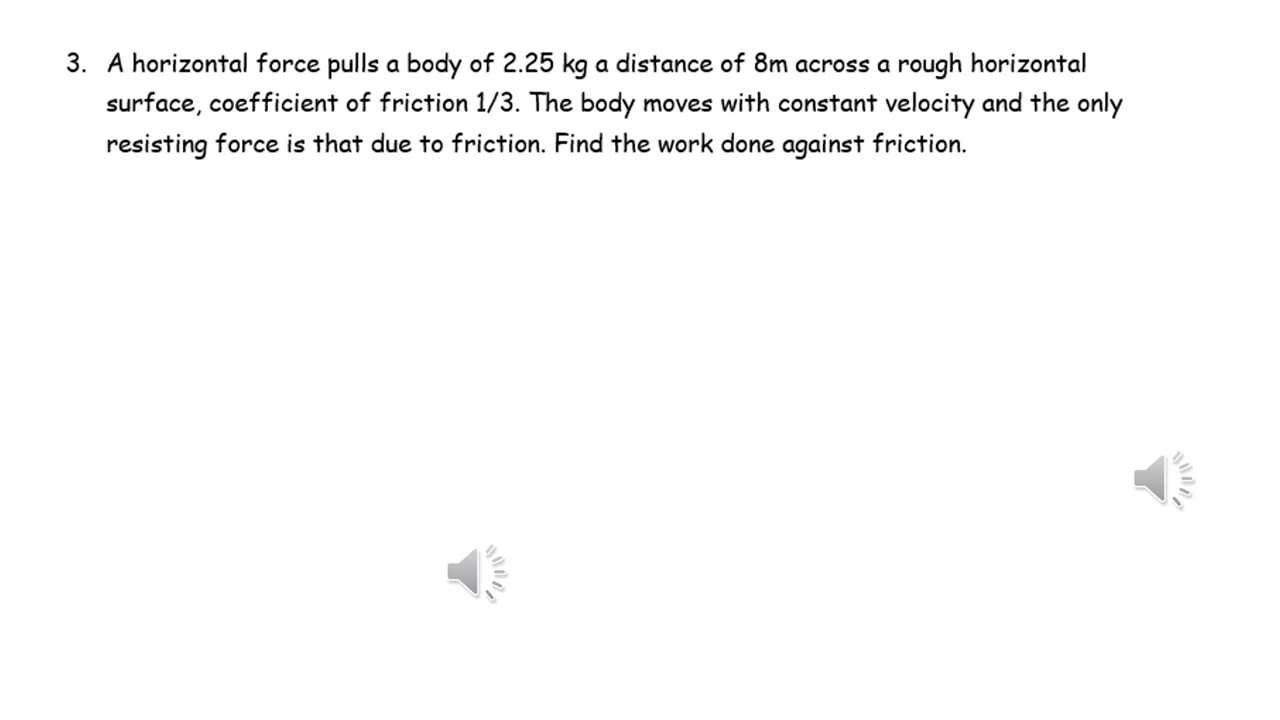 3. A horizontal force pulls a body of 2.25 kg a distance of 8m across a rough horizontal
surface, coefficient of friction 1/3. The body moves with constant velocity and the only
resisting force is that due to friction. Find the work done against friction.